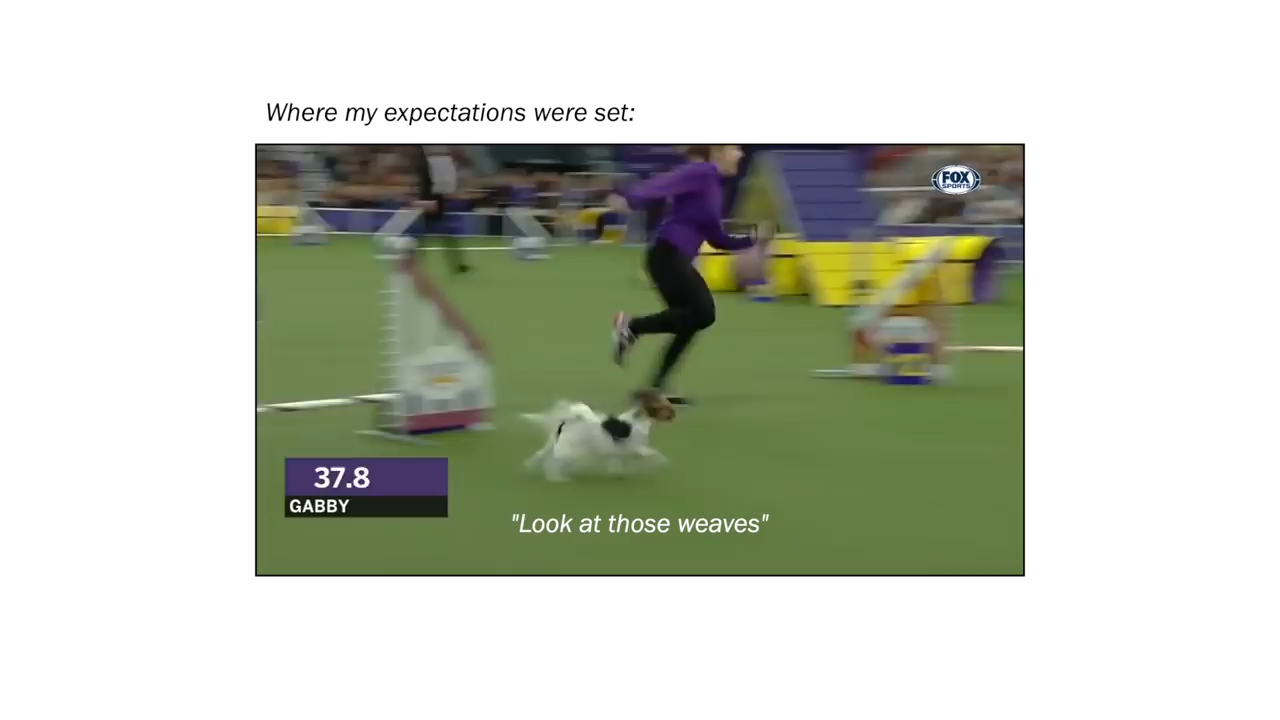 Where my expectations were set:
FOX
SPORTS
37.8
GABBY
"Look at those weaves"